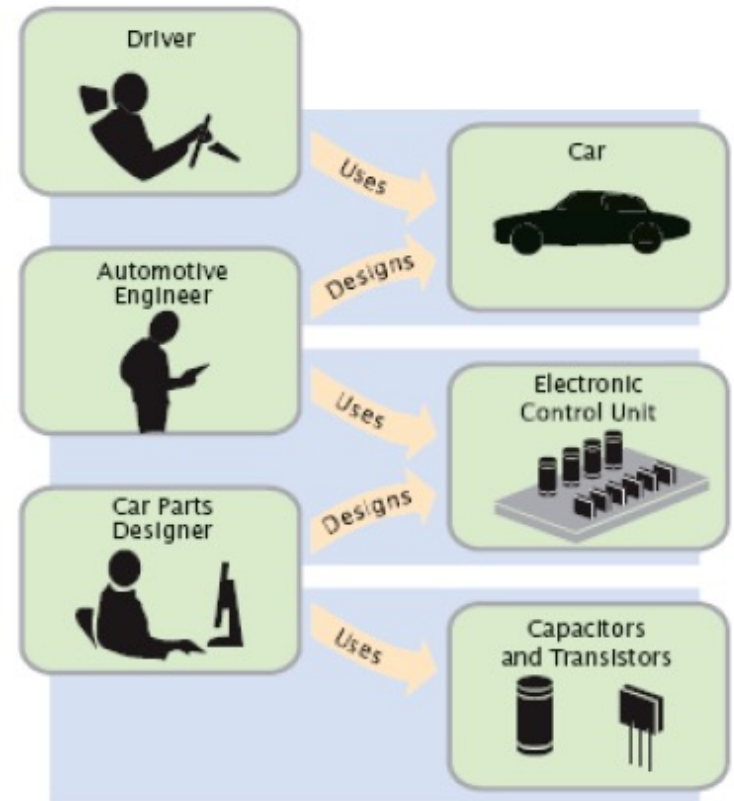 Driver
Uses
Car
Automotive
Engineer
Designs
Uses
Electronic
Control Unit
Car Parts
Designer
Designs
Uses
Capacitors
and Transistors